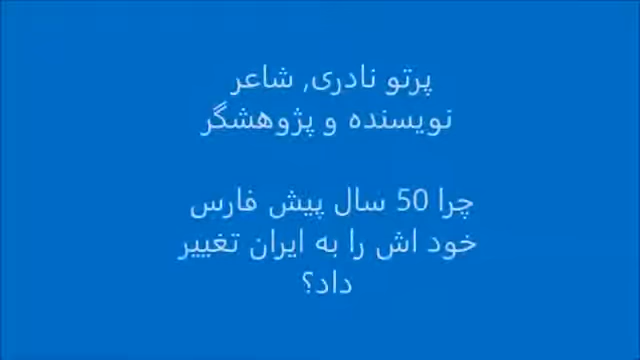 پرتو نادری, شاعر
نویسنده و پژوهشگر
چرا 50 سال پیش فارس
خود اش را به ایران تغییر
داد؟